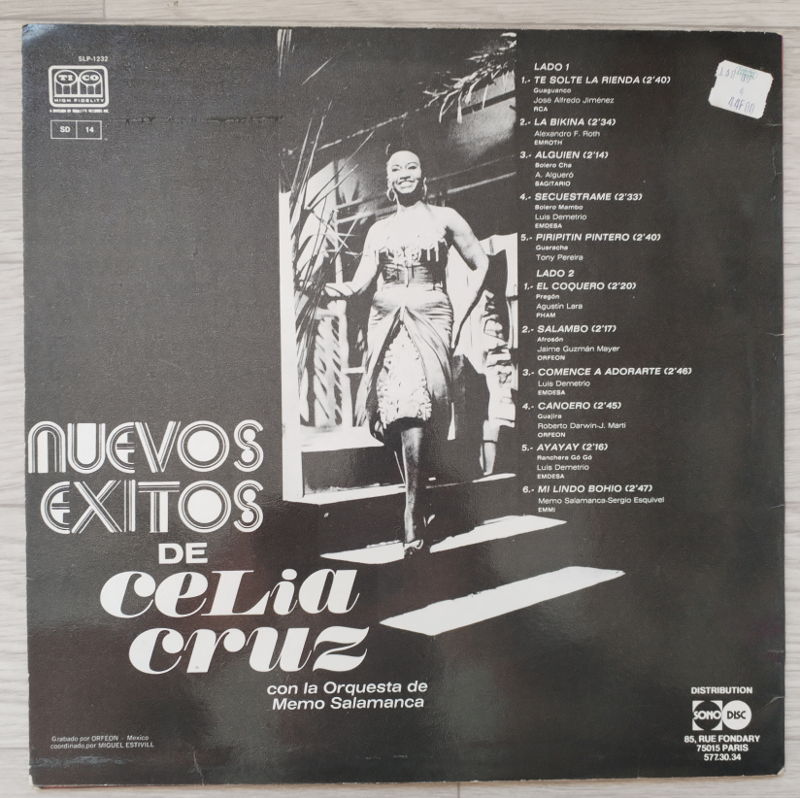 SLP-1232
TICO
HIGH FIDELITY
SD 14
LADO 1
1.- TE SOLTE LA RIENDA (2'40)
Guaguanco
José Alfredo Jiménez
RCA
2.- LA BIKINA (2'34)
Alexandro F. Roth
EMROTH
3.- ALGUIEN (2'14)
Bolero Cha
A. Algueró
SAGITARIO
4.- SECUESTRAME (2'33)
Bolero Mambo
Luis Demetrio
EMDESA
5.- PIRIPITIN PINTERO (2'40)
Guaracha
Tony Pereira
LADO 2
1.- EL COQUERO (2'20)
Pregón
Agustin Lara
PHAM
2.- SALAMBO (2'17)
Afrosón
Jaime Guzmán Mayer
ORFEON
3.- COMENCE A ADORARTE (2'46)
Luis Demetrio
EMDESA
4.- CANOERO (2'45)
Guajira
Roberto Darwin-J. Marti
ORFEON
5.- AYAYAY (2'16)
Ranchera Gó Gó
Luis Demetrio
EMDESA
6.- MI LINDO BOHIO (2'47)
Memo Salamanca-Sergio Esquivel
EMMI
NUEVOS
EXITOS
DE
CELIA
CRUZ
con la Orquesta de
Memo Salamanca
Grabado por ORFEON - Mexico
coordinado por MIGUEL ESTIVILL
DISTRIBUTION
SONO DISC
85, RUE FONDARY
75015 PARIS
577.30.34